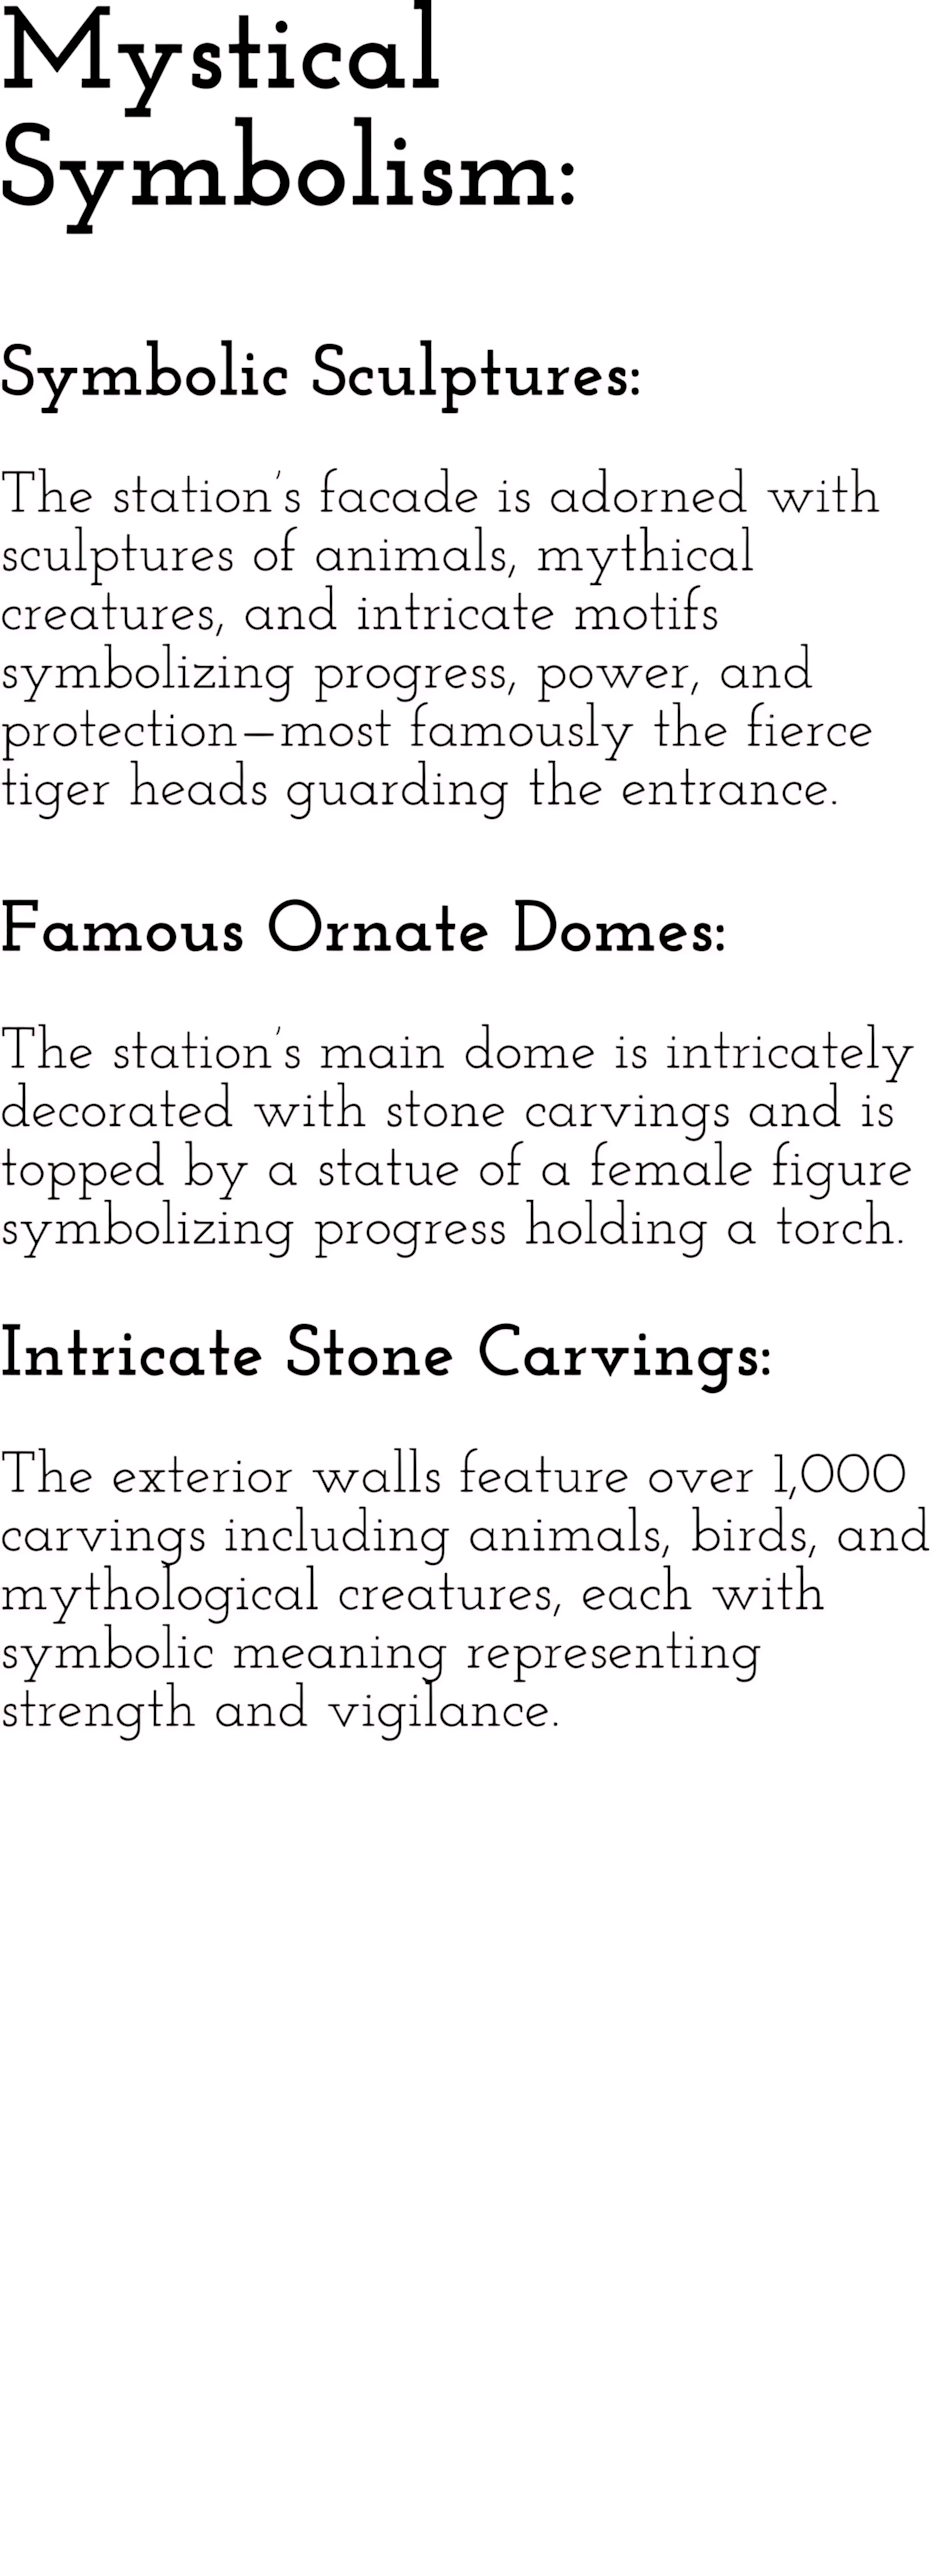 Mystical
Symbolism:
Symbolic Sculptures:
The station's facade is adorned with
sculptures of animals, mythical
creatures, and intricate motifs
symbolizing progress, power, and
protection—most famously the fierce
tiger heads guarding the entrance.
Famous Ornate Domes:
The station's main dome is intricately
decorated with stone carvings and is
topped by a statue of a female figure
symbolizing progress holding a torch.
Intricate Stone Carvings:
The exterior walls feature over 1,000
carvings including animals, birds, and
mythological creatures, each with
symbolic meaning representing
strength and vigilance.